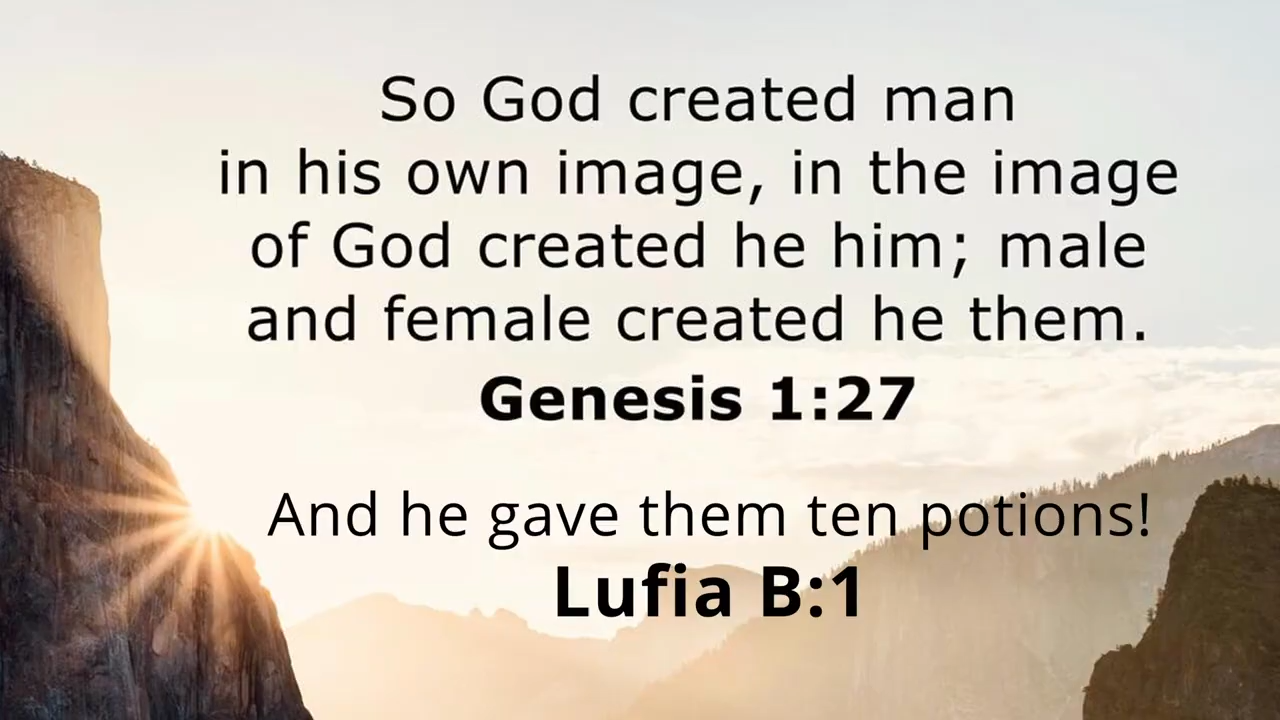 So God created man
in his own image, in the image
of God created he him; male
and female created he them.
Genesis 1:27
And he gave them ten potions!
Lufia B:1